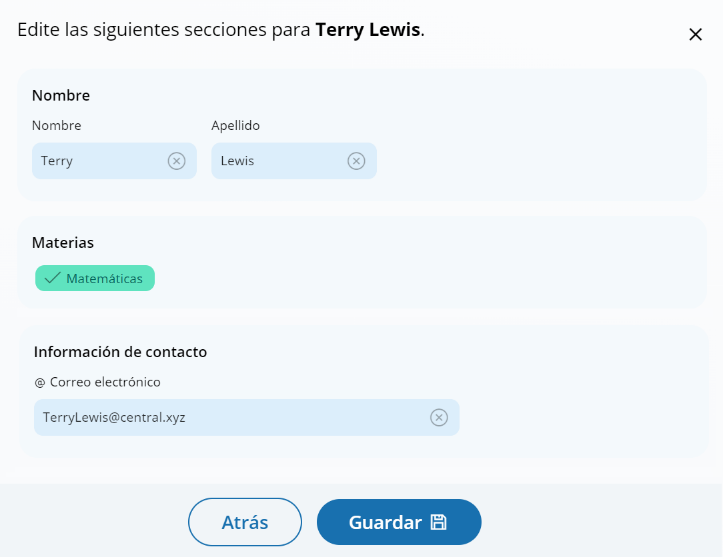 Edite las siguientes secciones para Terry Lewis.
Nombre
Nombre Apellido
Terry Lewis
Materias
Matemáticas
Información de contacto
@ Correo electrónico
TerryLewis@central.xyz
Atrás Guardar